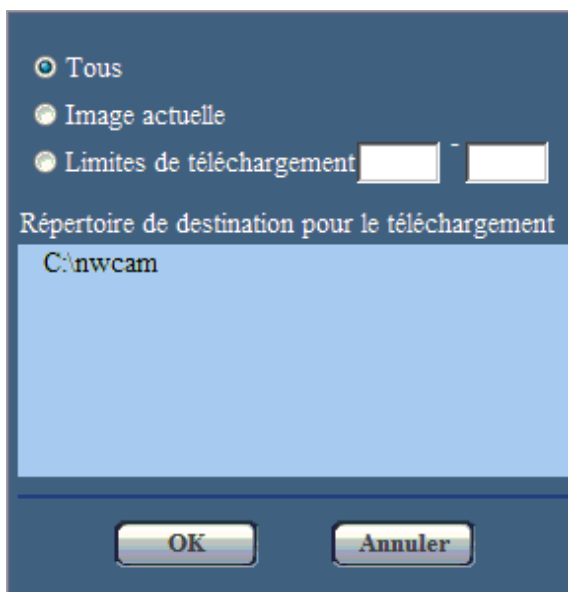 Tous
Image actuelle
Limites de téléchargement -
Répertoire de destination pour le téléchargement
C:\nwcam
OK Annuler